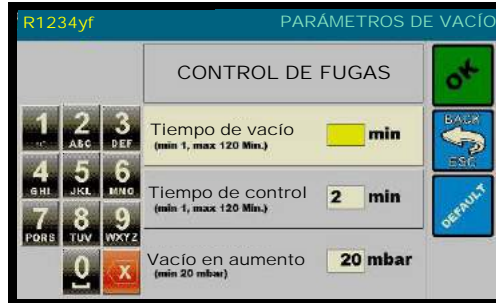 R1234yf
PARÁMETROS DE VACÍO
CONTROL DE FUGAS
OK
1 2 3
ABC DEF
Tiempo de vacío min
(min 1, max 120 Min.)
BACK
ESC
4 5 6
GHI JKL MNO
Tiempo de control 2 min
(min 1, max 120 Min.)
DEFAULT
7 8 9
PQRS TUV WXYZ
0 X
Vacío en aumento 20 mbar
(min 20 mbar)